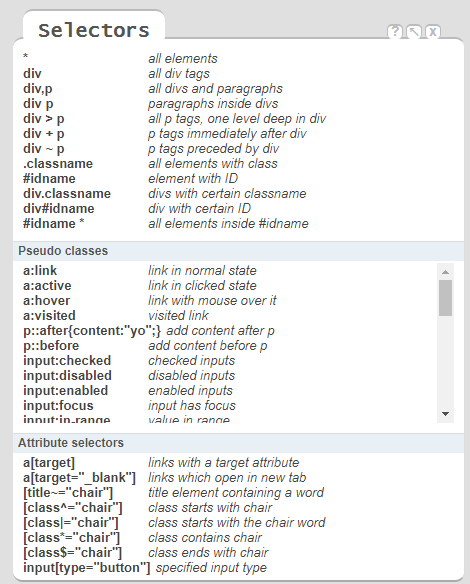 Selectors
? x
* all elements
div all div tags
div,p all divs and paragraphs
div p paragraphs inside divs
div > p all p tags, one level deep in div
div + p p tags immediately after div
div ~ p p tags preceded by div
.classname all elements with class
#idname element with ID
div.classname divs with certain classname
div#idname div with certain ID
#idname * all elements inside #idname
Pseudo classes
a:link link in normal state
a:active link in clicked state
a:hover link with mouse over it
a:visited visited link
p::after{content:"yo";} add content after p
p::before add content before p
input:checked checked inputs
input:disabled disabled inputs
input:enabled enabled inputs
input:focus input has focus
input:in-range value in range
Attribute selectors
a[target] links with a target attribute
a[target="_blank"] links which open in new tab
[title~="chair"] title element containing a word
[class^="chair"] class starts with chair
[class|="chair"] class starts with the chair word
[class*="chair"] class contains chair
[class$="chair"] class ends with chair
input[type="button"] specified input type